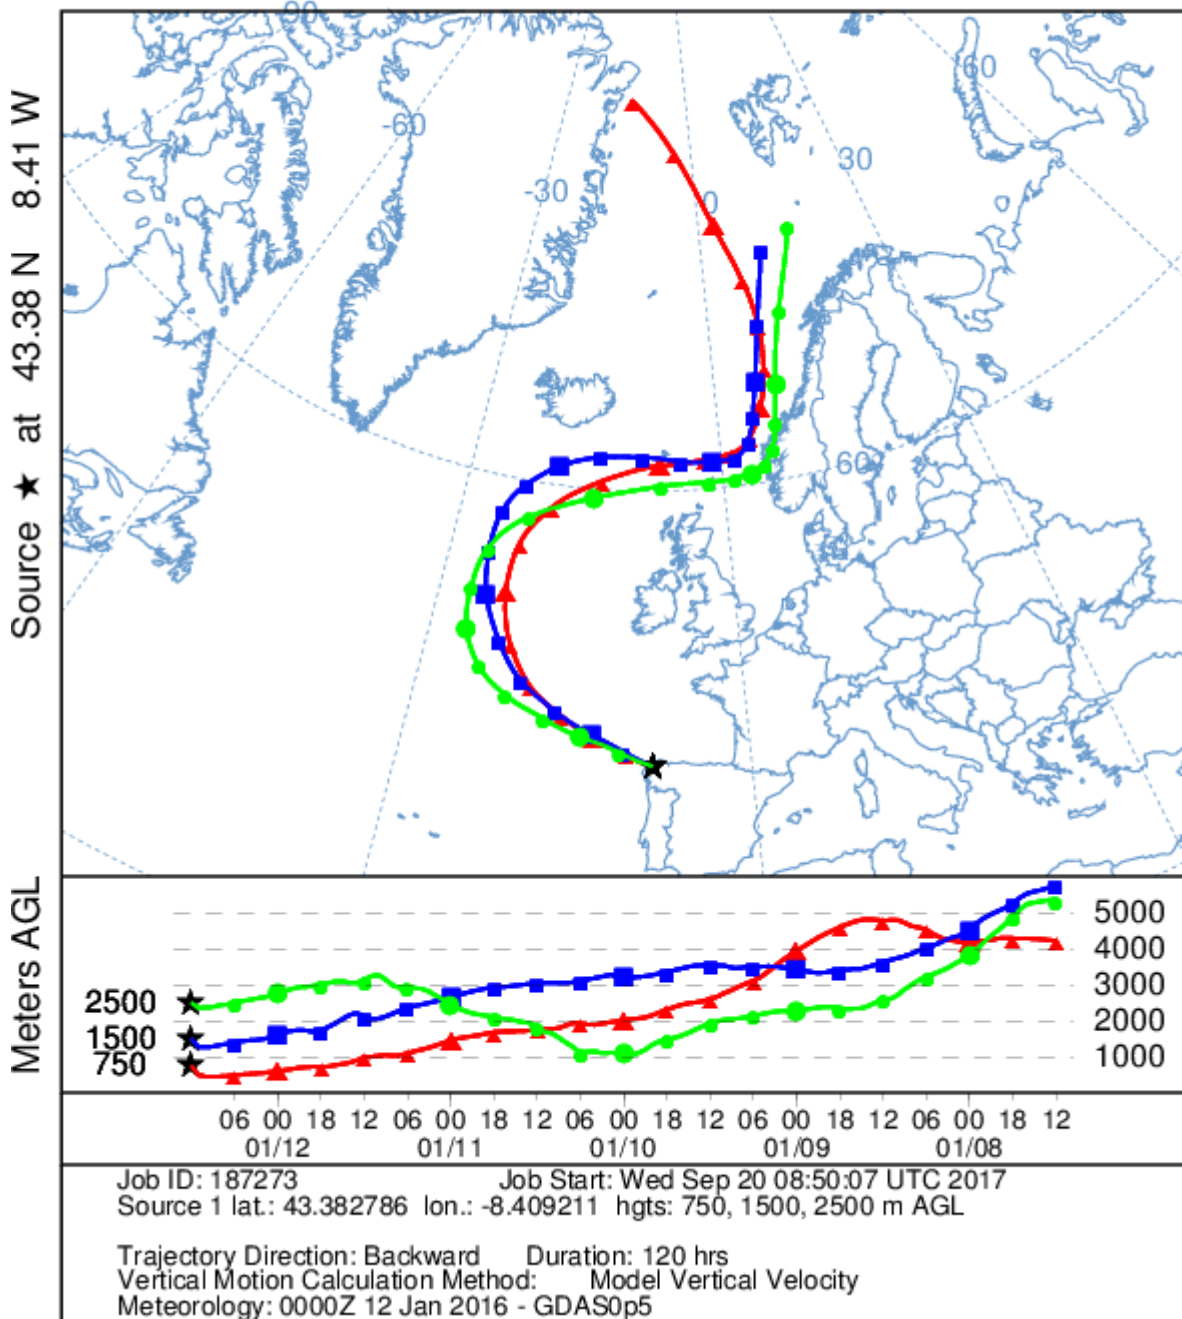 -90
60
-60
30
-30
0
60
Source ★ at 43.38 N 8.41 W
Meters AGL
5000
4000
3000
2500
2000
1500
1000
750
06 00 18 12 06 00 18 12 06 00 18 12 06 00 18 12 06 00 18 12
01/12 01/11 01/10 01/09 01/08
Job ID: 187273 Job Start: Wed Sep 20 08:50:07 UTC 2017
Source 1 lat.: 43.382786 lon.: -8.409211 hgts: 750, 1500, 2500 m AGL
Trajectory Direction: Backward Duration: 120 hrs
Vertical Motion Calculation Method: Model Vertical Velocity
Meteorology: 0000Z 12 Jan 2016 - GDAS0p5